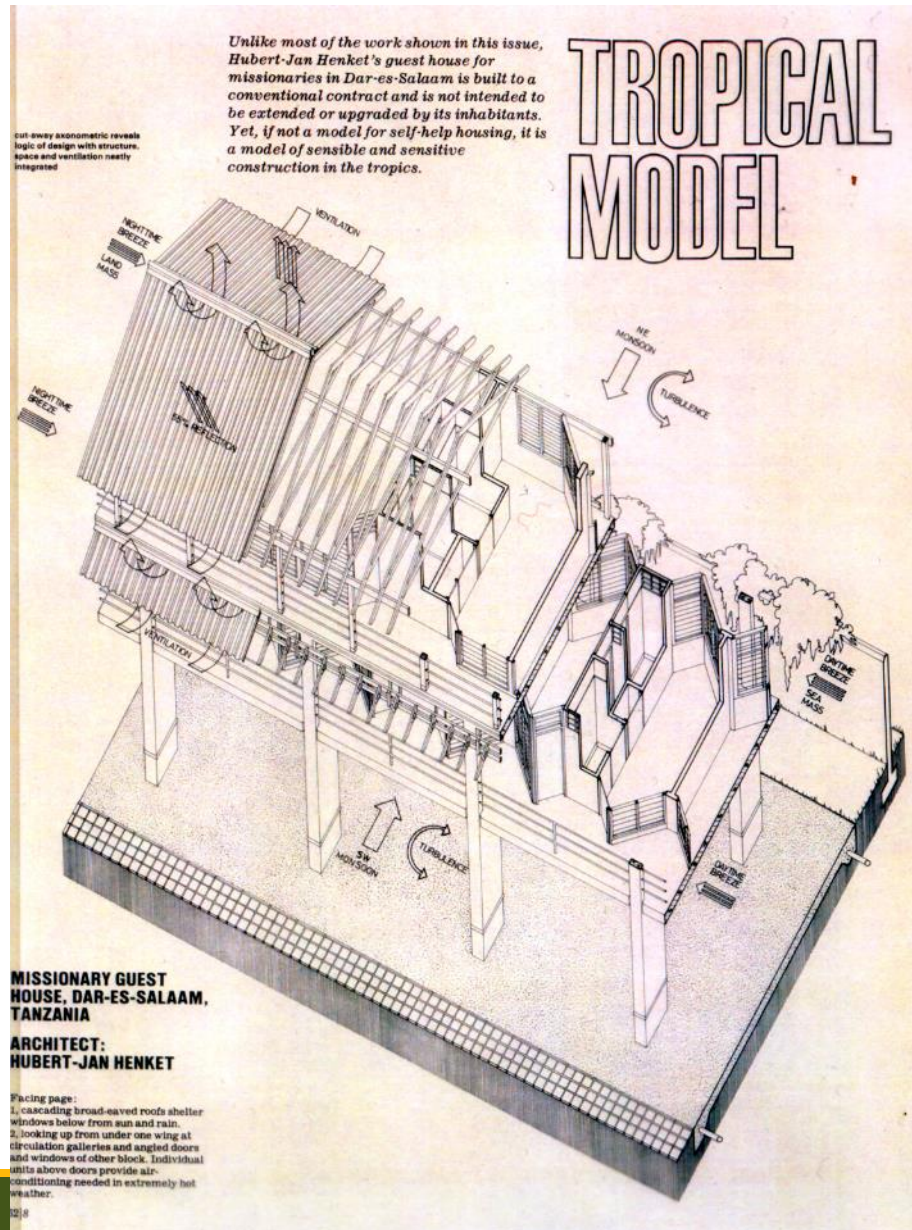 Unlike most of the work shown in this issue,
Hubert-Jan Henket's guest house for
missionaries in Dar-es-Salaam is built to a
conventional contract and is not intended to
be extended or upgraded by its inhabitants.
Yet, if not a model for self-help housing, it is
a model of sensible and sensitive
construction in the tropics.
TROPICAL
MODEL
cut-away axonometric reveals
logic of design with structure,
space and ventilation neatly
integrated
NIGHTTIME
BREEZE
LAND
MASS
VENTILATION
NE
MONSOON
TURBULENCE
NIGHTTIME
BREEZE
REFLECTION
VENTILATION
DAYTIME
BREEZE
SEA
MASS
SW
MONSOON
TURBULENCE
DAYTIME
BREEZE
MISSIONARY GUEST
HOUSE, DAR-ES-SALAAM,
TANZANIA
ARCHITECT:
HUBERT-JAN HENKET
Facing page:
1, cascading broad-eaved roofs shelter
windows below from sun and rain.
2, looking up from under one wing at
circulation galleries and angled doors
and windows of other block. Individual
units above doors provide air-
conditioning needed in extremely hot
weather.